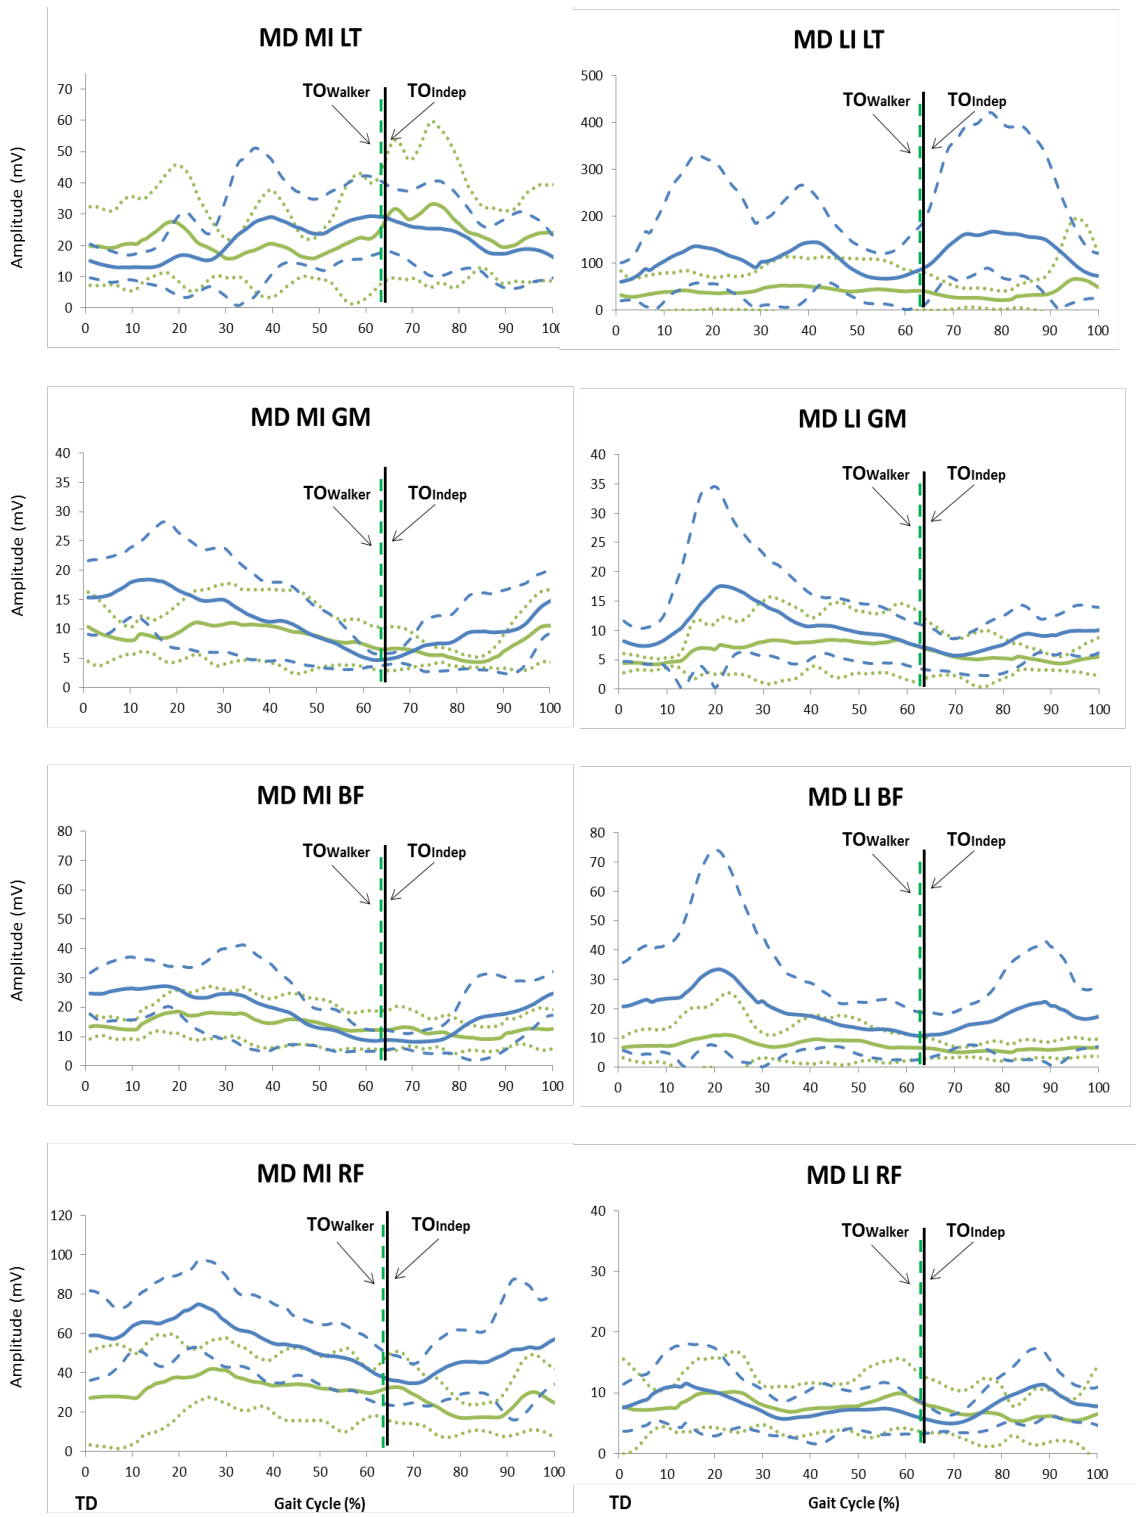 MD MI LT
Amplitude (mV)
70
60
50
40
30
20
10
0
0 10 20 30 40 50 60 70 80 90 100
TOWalker TOIndep
MD LI LT
500
400
300
200
100
0
0 10 20 30 40 50 60 70 80 90 100
TOWalker TOIndep
MD MI GM
Amplitude (mV)
40
35
30
25
20
15
10
5
0
0 10 20 30 40 50 60 70 80 90 100
TOWalker TOIndep
MD LI GM
40
35
30
25
20
15
10
5
0
0 10 20 30 40 50 60 70 80 90 100
TOWalker TOIndep
MD MI BF
Amplitude (mV)
80
70
60
50
40
30
20
10
0
0 10 20 30 40 50 60 70 80 90 100
TOWalker TOIndep
MD LI BF
80
70
60
50
40
30
20
10
0
0 10 20 30 40 50 60 70 80 90 100
TOWalker TOIndep
MD MI RF
Amplitude (mV)
120
100
80
60
40
20
0
0 10 20 30 40 50 60 70 80 90 100
TOWalker TOIndep
TD Gait Cycle (%)
MD LI RF
40
30
20
10
0
0 10 20 30 40 50 60 70 80 90 100
TOWalker TOIndep
TD Gait Cycle (%)